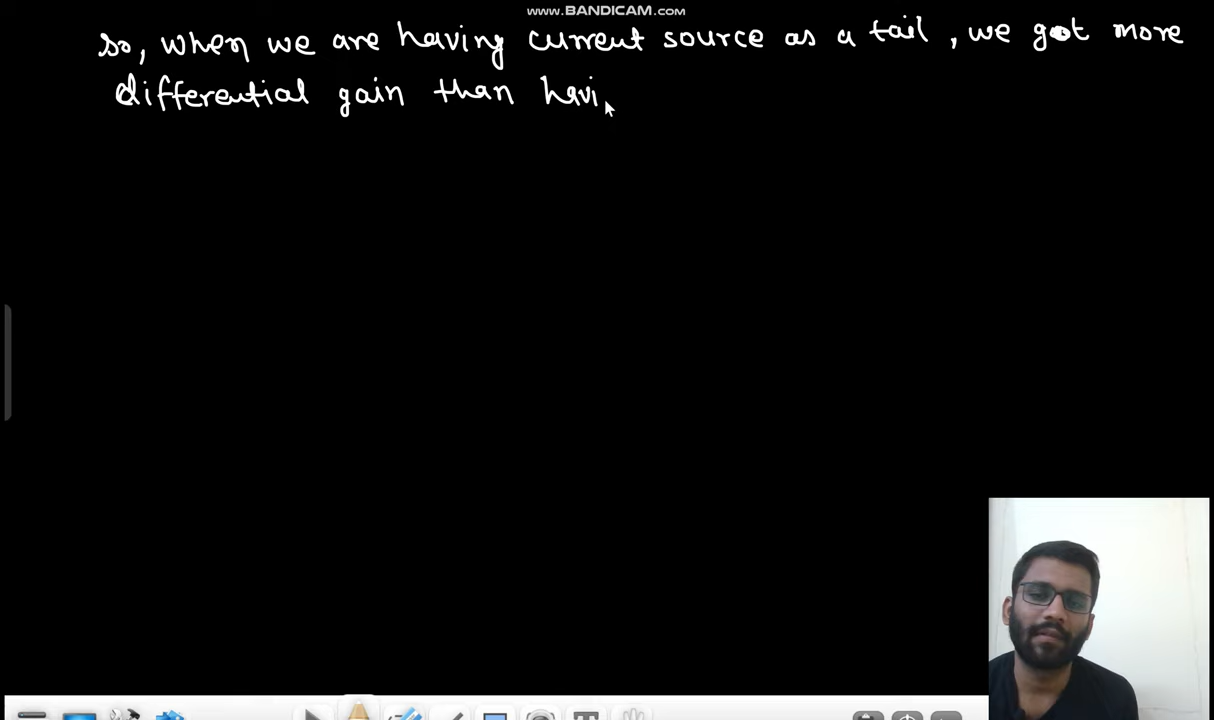 www.BANDICAM.com
so, when we are having current source as a tail, we got more
differential gain than havi